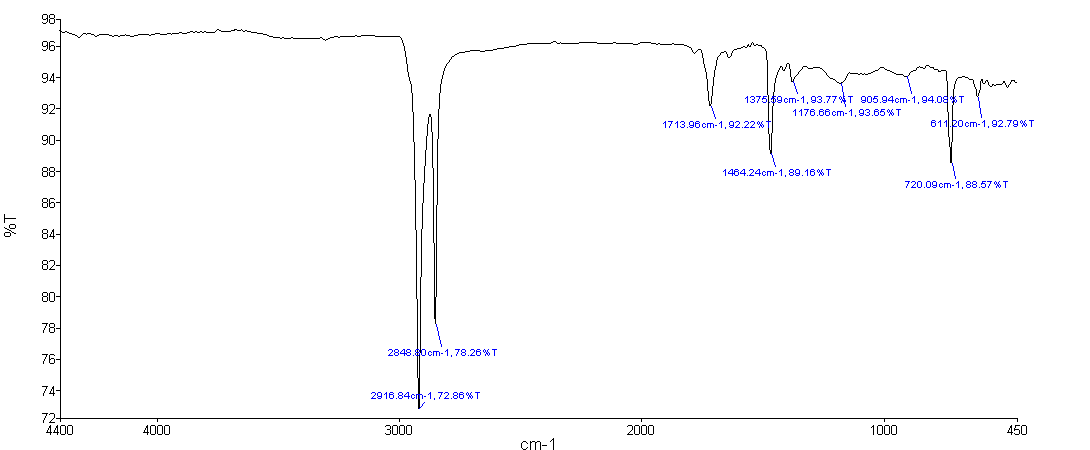 98
96
94
92
90
88
86
84
82
80
78
76
74
72
%T
1375.59cm-1,93.77%T
905.94cm-1,94.08%T
1176.66cm-1,93.65%T
1713.96cm-1,92.22%T
611.20cm-1,92.79%T
1464.24cm-1,89.16%T
720.09cm-1,88.57%T
2848.80cm-1,78.26%T
2916.84cm-1,72.86%T
4400 4000 3000 2000 1000 450
cm-1